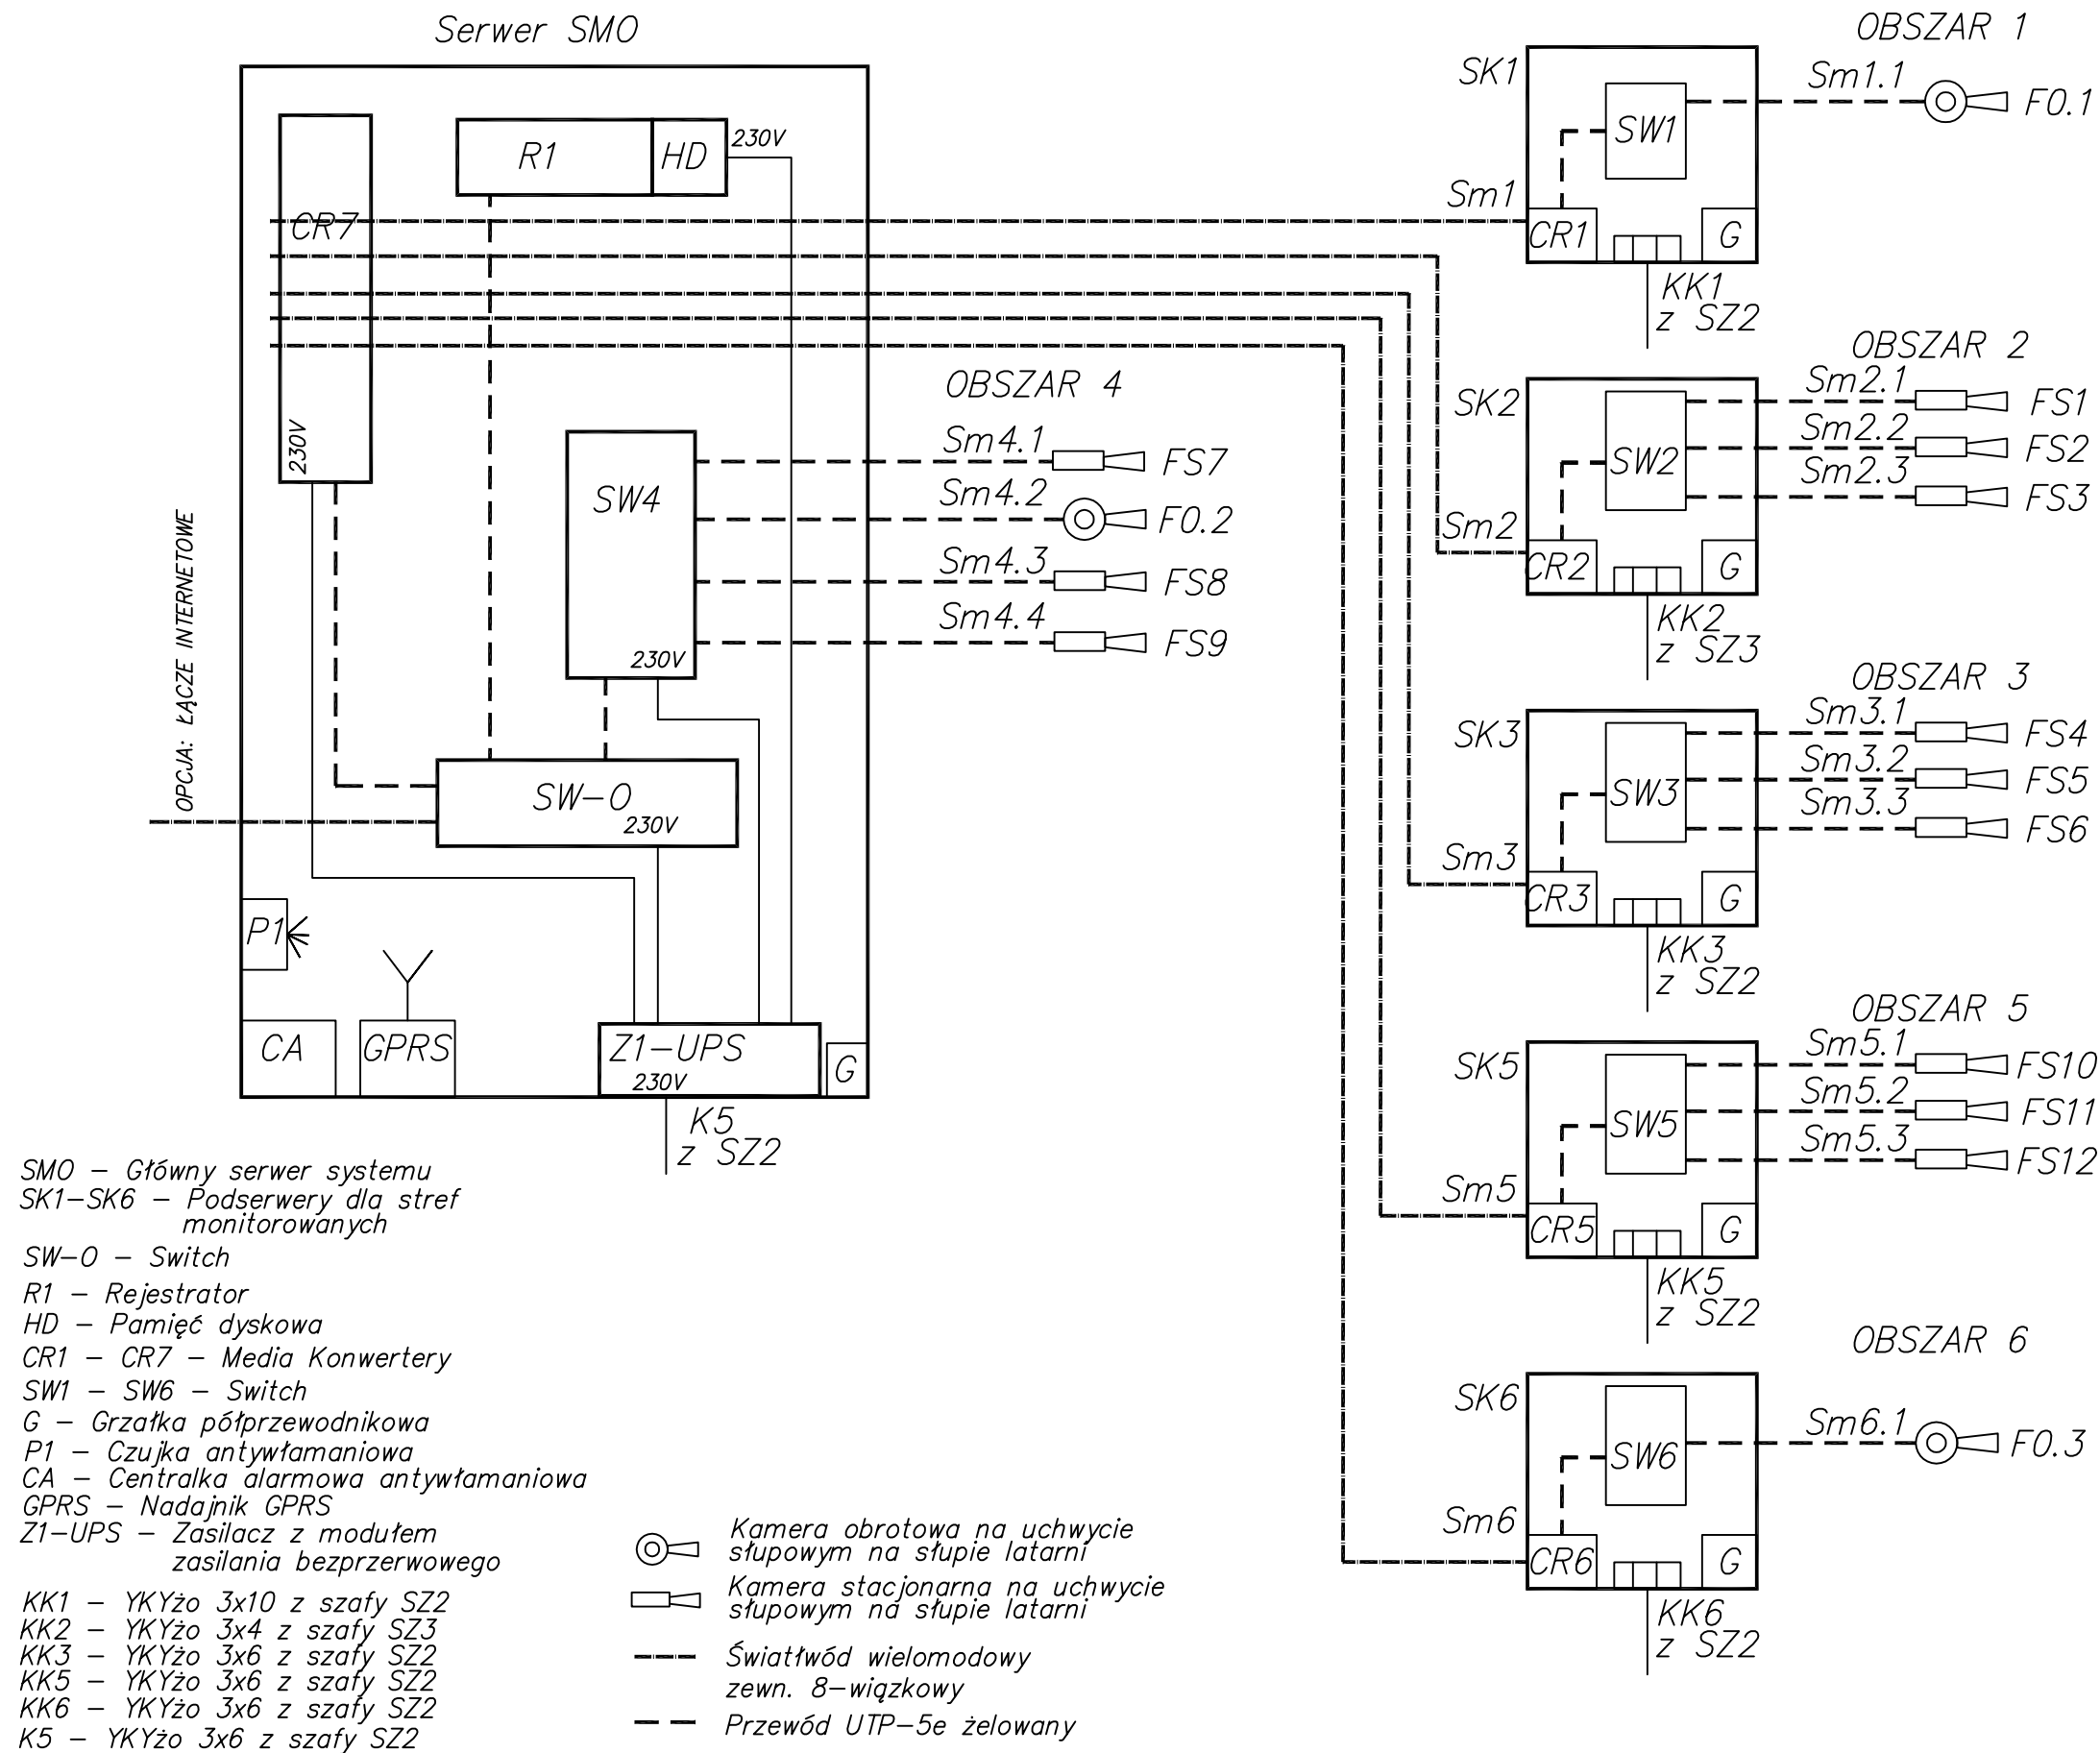 Serwer SMO
CR7
230V
R1
HD
230V
OPCJA: ŁĄCZE INTERNETOWE
OBSZAR 4
SW4
230V
Sm4.1
FS7
Sm4.2
FO.2
Sm4.3
FS8
Sm4.4
FS9
SW-0
230V
P1
CA
GPRS
Z1-UPS
230V
G
K5
z SZ2
OBSZAR 1
SK1
Sm1.1
FO.1
SW1
Sm1
CR1
G
KK1
z SZ2
OBSZAR 2
SK2
Sm2.1
FS1
Sm2.2
FS2
Sm2.3
FS3
SW2
Sm2
CR2
G
KK2
z SZ3
OBSZAR 3
SK3
Sm3.1
FS4
Sm3.2
FS5
Sm3.3
FS6
SW3
Sm3
CR3
G
KK3
z SZ2
OBSZAR 5
SK5
Sm5.1
FS10
Sm5.2
FS11
Sm5.3
FS12
SW5
Sm5
CR5
G
KK5
z SZ2
OBSZAR 6
SK6
Sm6.1
FO.3
SW6
Sm6
CR6
G
KK6
z SZ2
SMO - Główny serwer systemu
SK1-SK6 - Podserwery dla stref
monitorowanych
SW-0 - Switch
R1 - Rejestrator
HD - Pamięć dyskowa
CR1 - CR7 - Media Konwertery
SW1 - SW6 - Switch
G - Grzałka półprzewodnikowa
P1 - Czujka antywłamaniowa
CA - Centralka alarmowa antywłamaniowa
GPRS - Nadajnik GPRS
Z1-UPS - Zasilacz z modułem
zasilania bezprzerwowego
KK1 - YKYżo 3x10 z szafy SZ2
KK2 - YKYżo 3x4 z szafy SZ3
KK3 - YKYżo 3x6 z szafy SZ2
KK5 - YKYżo 3x6 z szafy SZ2
KK6 - YKYżo 3x6 z szafy SZ2
K5 - YKYżo 3x6 z szafy SZ2
Kamera obrotowa na uchwycie
słupowym na słupie latarni
Kamera stacjonarna na uchwycie
słupowym na słupie latarni
Światłwód wielomodowy
zewn. 8-wiązkowy
Przewód UTP-5e żelowany